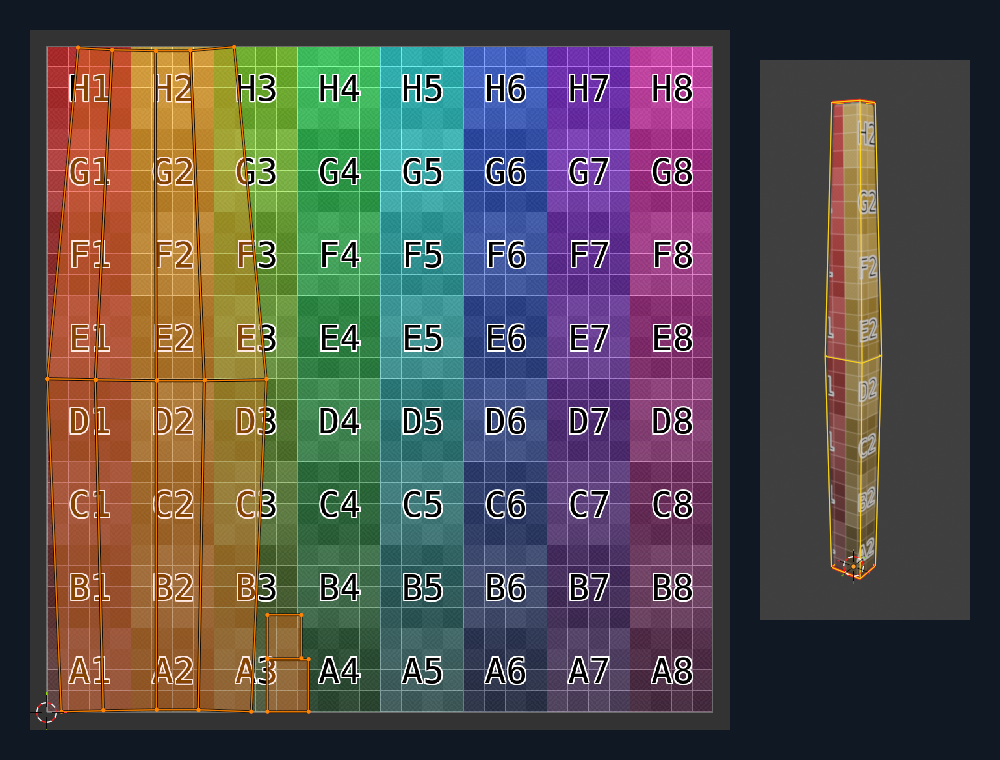 H1 H2 H3 H4 H5 H6 H7 H8
G1 G2 G3 G4 G5 G6 G7 G8
F1 F2 F3 F4 F5 F6 F7 F8
E1 E2 E3 E4 E5 E6 E7 E8
D1 D2 D3 D4 D5 D6 D7 D8
C1 C2 C3 C4 C5 C6 C7 C8
B1 B2 B3 B4 B5 B6 B7 B8
A1 A2 A3 A4 A5 A6 A7 A8
H2
G2
F2
E2
D2
C2
B2
A2